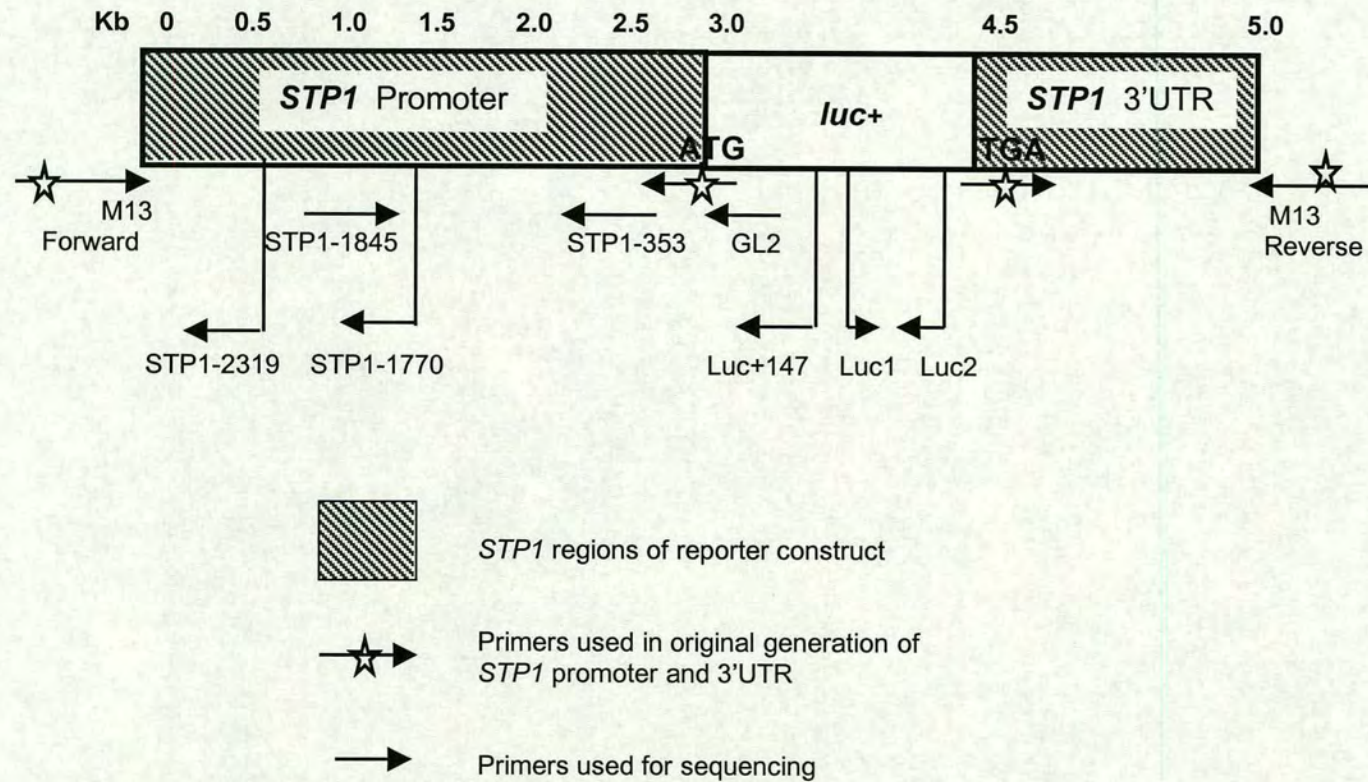 Kb 0 0.5 1.0 1.5 2.0 2.5 3.0 4.5 5.0
STP1 Promoter
luc+
STP1 3'UTR
ATG
TGA
M13
Forward
STP1-1845
STP1-353
GL2
M13
Reverse
STP1-2319
STP1-1770
Luc+147
Luc1
Luc2
STP1 regions of reporter construct
Primers used in original generation of
STP1 promoter and 3'UTR
Primers used for sequencing